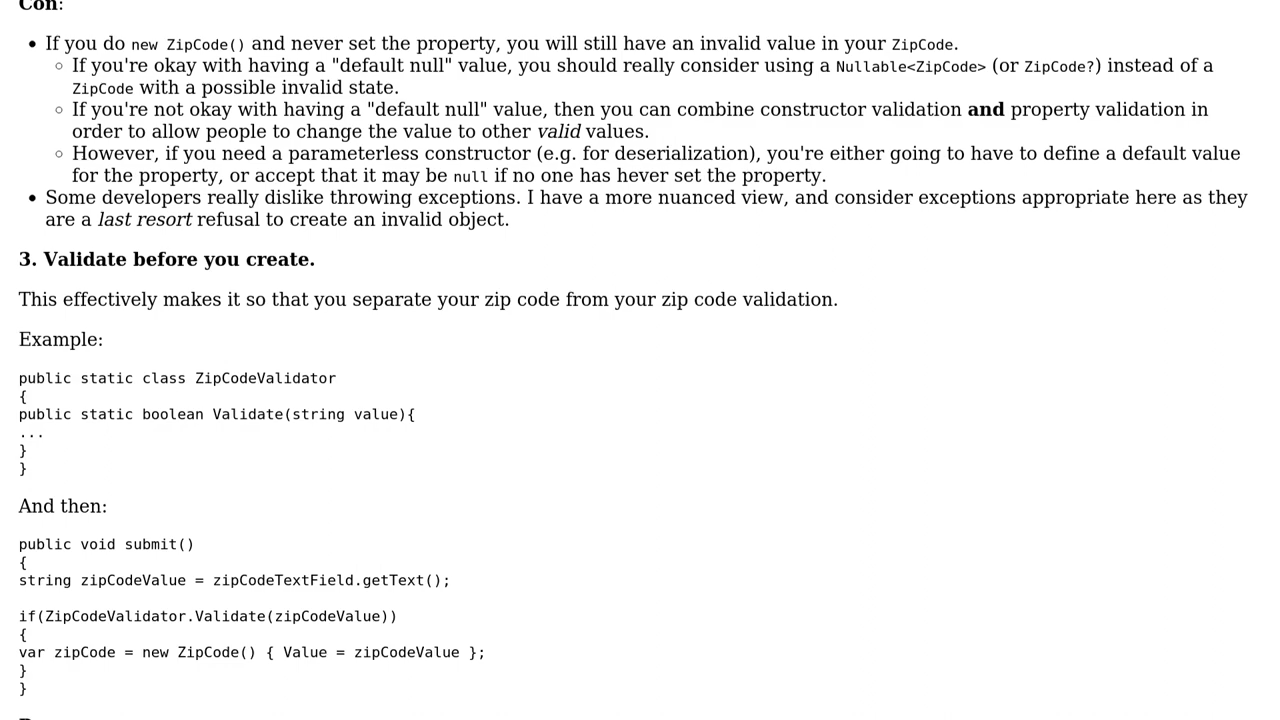 Con:
If you do new ZipCode() and never set the property, you will still have an invalid value in your ZipCode.
If you're okay with having a "default null" value, you should really consider using a Nullable<ZipCode> (or ZipCode?) instead of a
ZipCode with a possible invalid state.
If you're not okay with having a "default null" value, then you can combine constructor validation and property validation in
order to allow people to change the value to other valid values.
However, if you need a parameterless constructor (e.g. for deserialization), you're either going to have to define a default value
for the property, or accept that it may be null if no one has hever set the property.
Some developers really dislike throwing exceptions. I have a more nuanced view, and consider exceptions appropriate here as they
are a last resort refusal to create an invalid object.
3. Validate before you create.
This effectively makes it so that you separate your zip code from your zip code validation.
Example:
public static class ZipCodeValidator
{
public static boolean Validate(string value){
...
}
}
And then:
public void submit()
{
string zipCodeValue = zipCodeTextField.getText();
if(ZipCodeValidator.Validate(zipCodeValue))
{
var zipCode = new ZipCode() { Value = zipCodeValue };
}
}